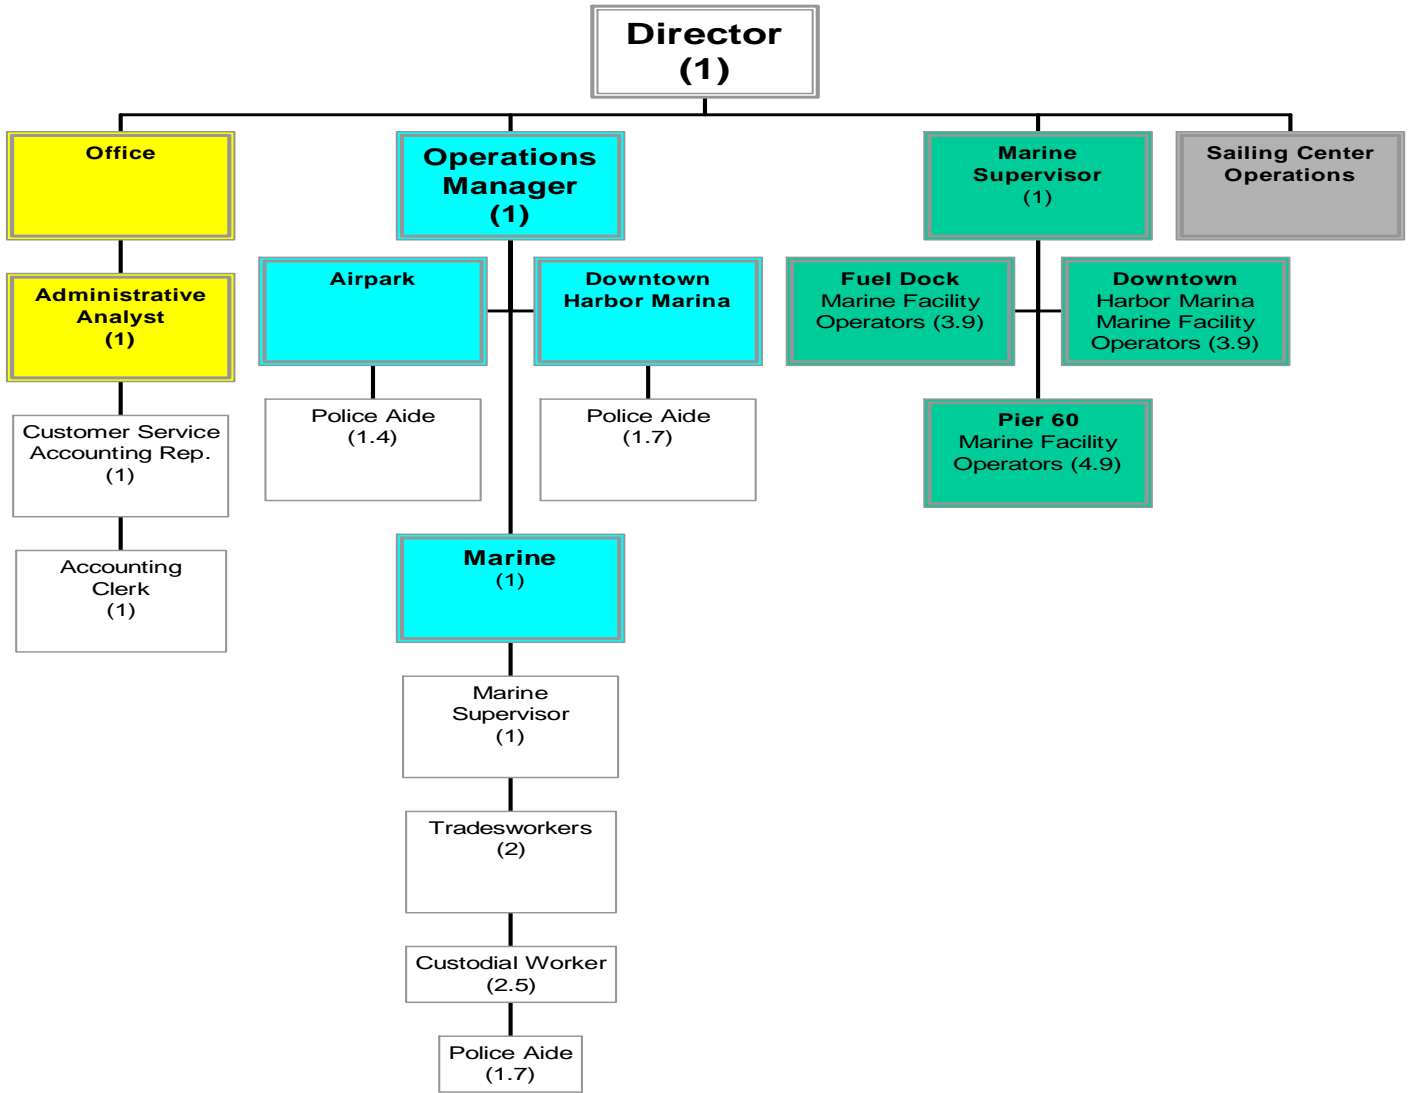 Director
(1)
Office
Operations
Manager
(1)
Marine
Supervisor
(1)
Sailing Center
Operations
Administrative
Analyst
(1)
Airpark
Downtown
Harbor Marina
Fuel Dock
Marine Facility
Operators (3.9)
Downtown
Harbor Marina
Marine Facility
Operators (3.9)
Customer Service
Accounting Rep.
(1)
Police Aide
(1.4)
Police Aide
(1.7)
Pier 60
Marine Facility
Operators (4.9)
Accounting
Clerk
(1)
Marine
(1)
Marine
Supervisor
(1)
Tradesworkers
(2)
Custodial Worker
(2.5)
Police Aide
(1.7)